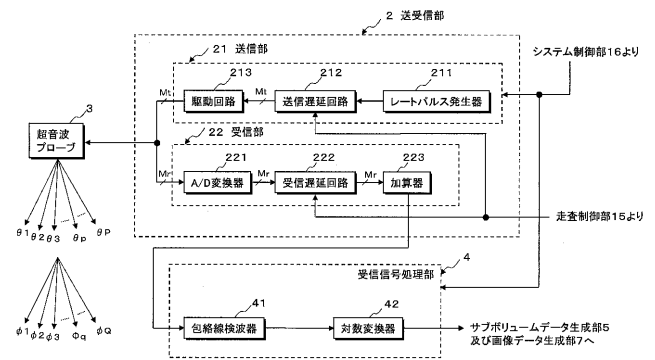 2 送受信部
21 送信部
システム制御部16より
213
212
211
駆動回路
Mt
送信遅延回路
Mt
レートパルス発生器
3
超音波
プローブ
22 受信部
221
222
223
Mr
A/D変換器
Mr
受信遅延回路
Mr
加算器
走査制御部15より
θ1 θ2 θ3 θp θP
受信信号処理部
4
41
42
包絡線検波器
対数変換器
サブボリュームデータ生成部5
及び画像データ生成部7へ
φ1 φ2 φ3 φq φQ